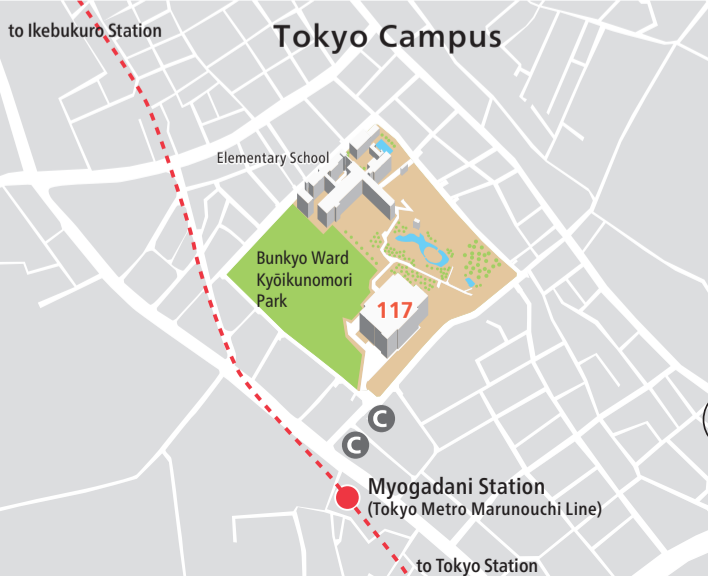 to Ikebukuro Station
Tokyo Campus
Elementary School
Bunkyo Ward
Kyōikunomori
Park
117
C
C
Myogadani Station
(Tokyo Metro Marunouchi Line)
to Tokyo Station